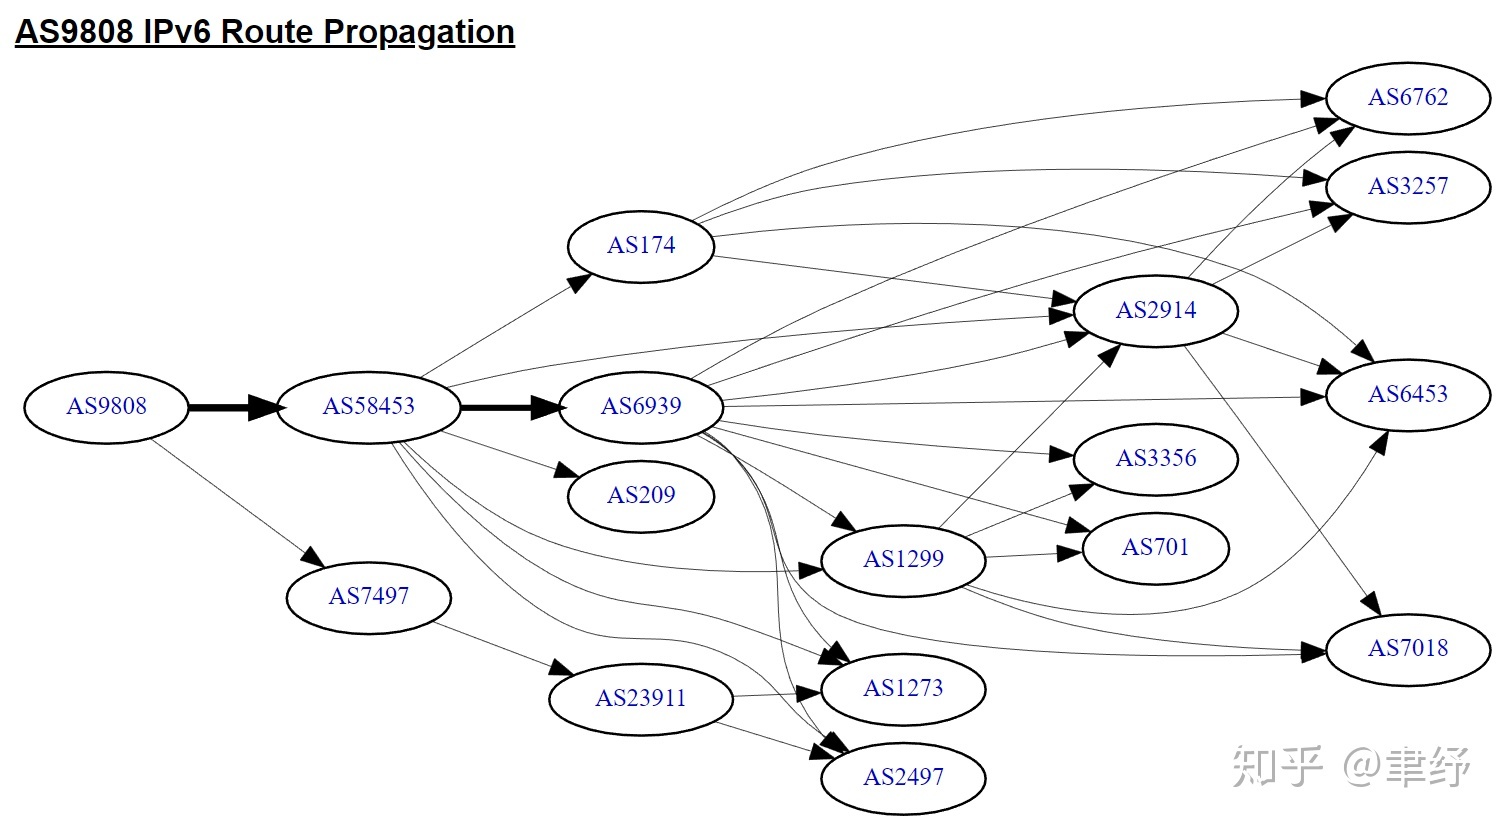 AS9808 IPv6 Route Propagation
AS6762
AS3257
AS174
AS2914
AS9808
AS58453
AS6939
AS6453
AS3356
AS209
AS701
AS1299
AS7497
AS7018
AS23911
AS1273
AS2497
知乎 @聿纾